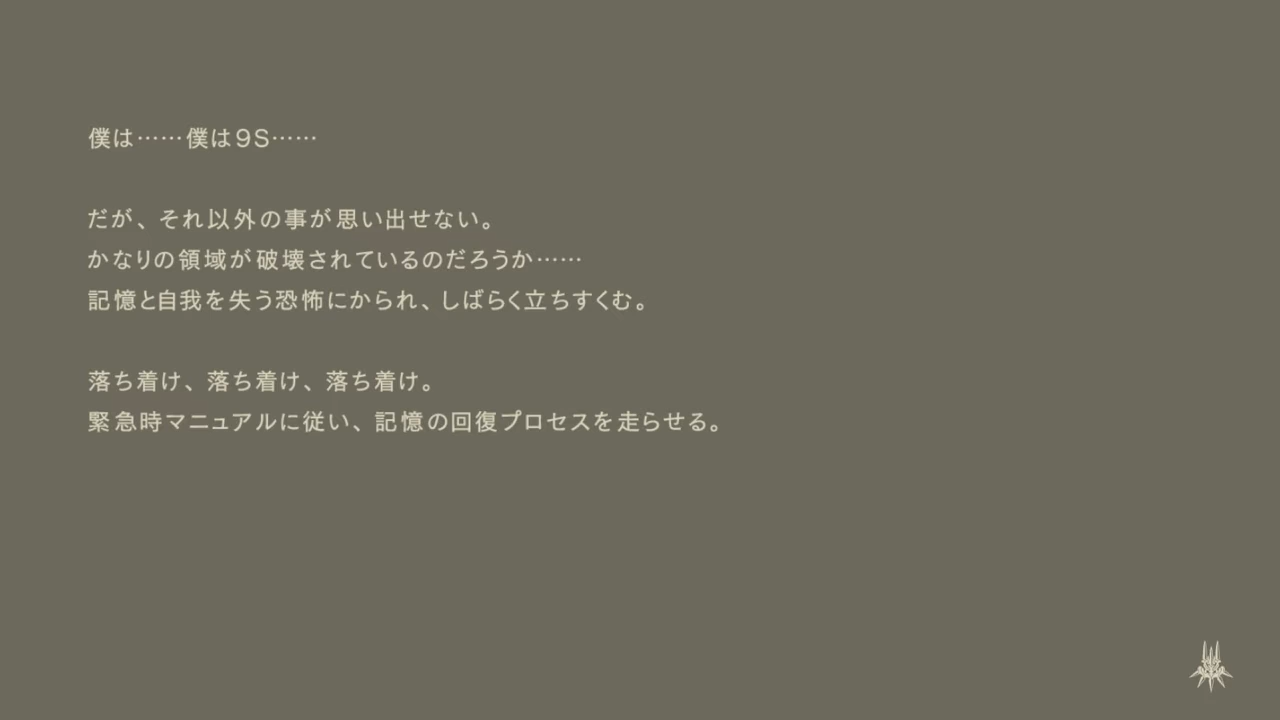 僕は……僕は９Ｓ……
だが、それ以外の事が思い出せない。
かなりの領域が破壊されているのだろうか……
記憶と自我を失う恐怖にかられ、しばらく立ちすくむ。
落ち着け、落ち着け、落ち着け。
緊急時マニュアルに従い、記憶の回復プロセスを走らせる。